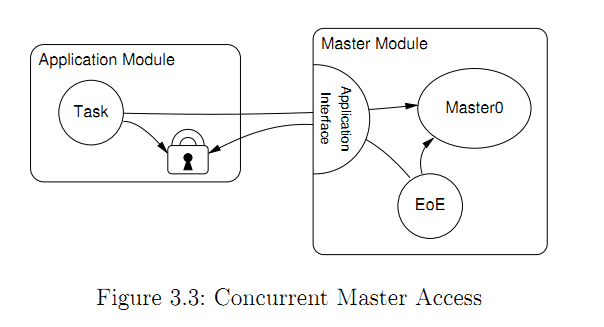 Application Module
Master Module
Task
Application
Interface
Master0
EoE
Figure 3.3: Concurrent Master Access